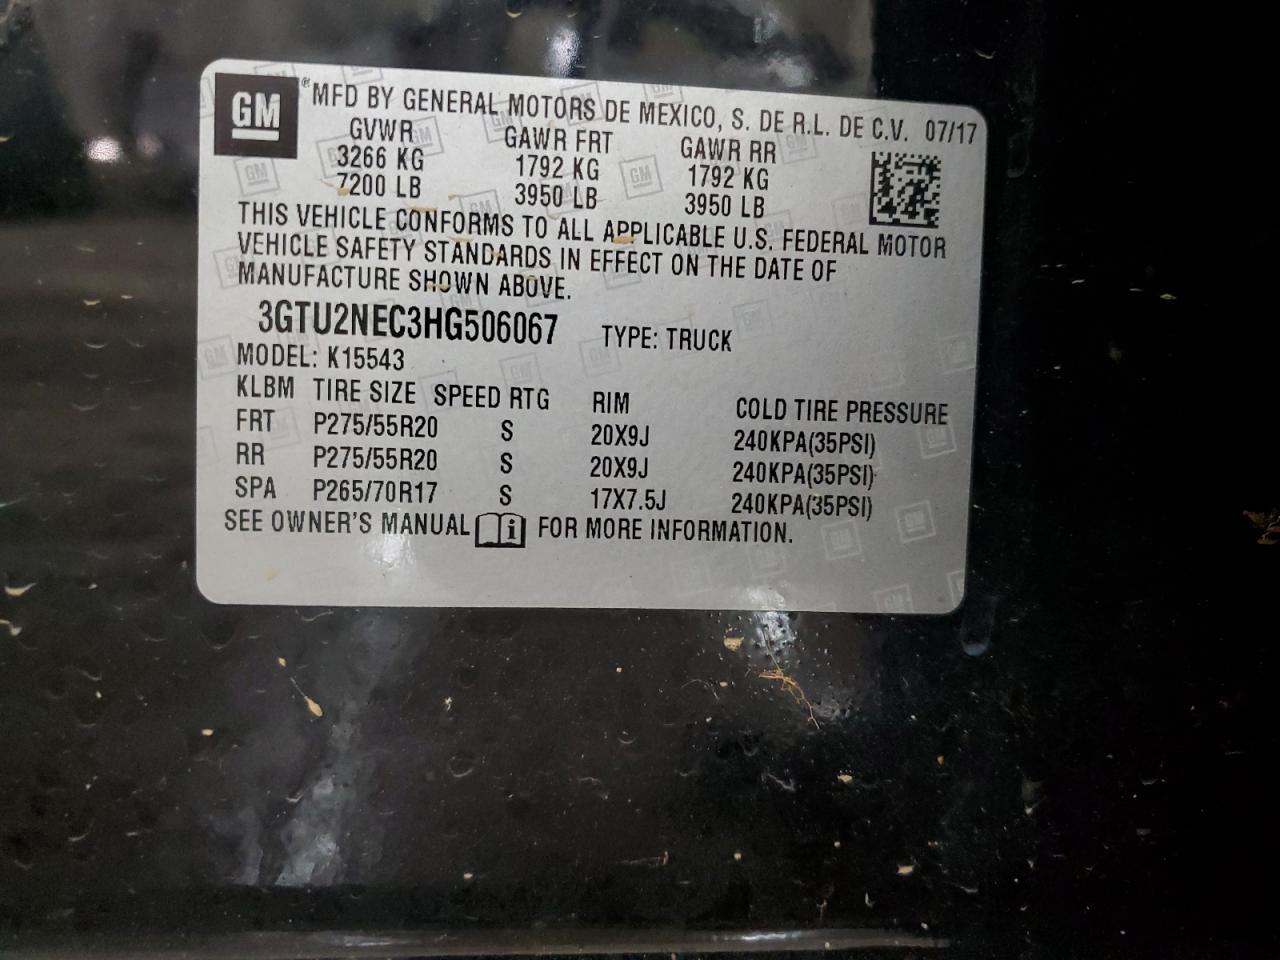 GM ® MFD BY GENERAL MOTORS DE MEXICO, S. DE R.L. DE C.V. 07/17
GVWR GAWR FRT GAWR RR
3266 KG 1792 KG 1792 KG
7200 LB 3950 LB 3950 LB
THIS VEHICLE CONFORMS TO ALL APPLICABLE U.S. FEDERAL MOTOR
VEHICLE SAFETY STANDARDS IN EFFECT ON THE DATE OF
MANUFACTURE SHOWN ABOVE.
3GTU2NEC3HG506067 TYPE: TRUCK
MODEL: K15543
KLBM TIRE SIZE SPEED RTG RIM COLD TIRE PRESSURE
FRT P275/55R20 S 20X9J 240KPA(35PSI)
RR P275/55R20 S 20X9J 240KPA(35PSI)
SPA P265/70R17 S 17X7.5J 240KPA(35PSI)
SEE OWNER'S MANUAL i FOR MORE INFORMATION.